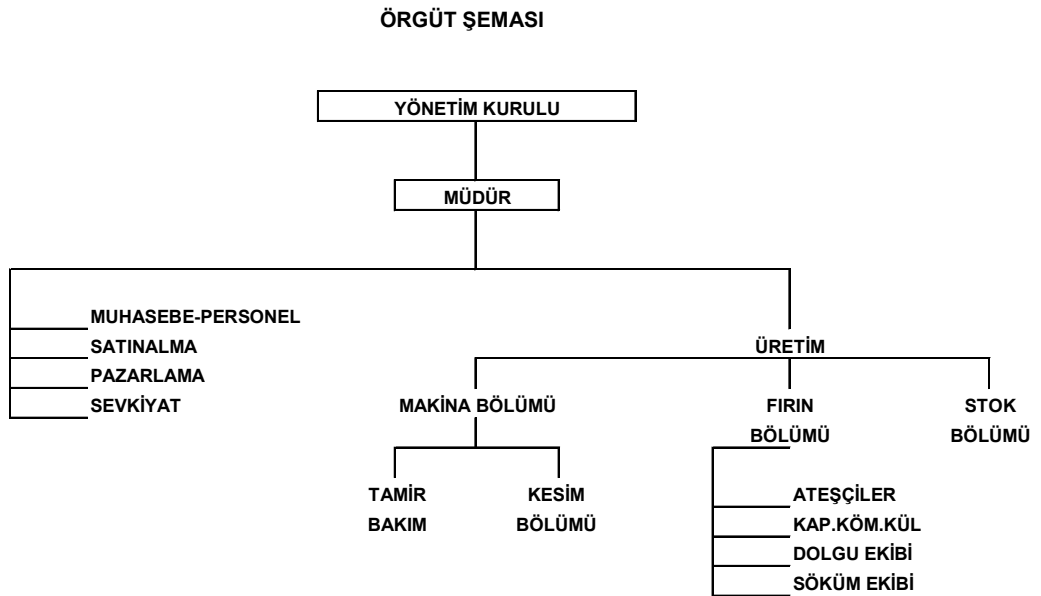 ÖRGÜT ŞEMASI
YÖNETİM KURULU
MÜDÜR
MUHASEBE-PERSONEL
SATINALMA
PAZARLAMA
SEVKİYAT
ÜRETİM
MAKİNA BÖLÜMÜ
TAMİR
BAKIM
KESİM
BÖLÜMÜ
FIRIN
BÖLÜMÜ
ATEŞÇİLER
KAP.KÖM.KÜL
DOLGU EKİBİ
SÖKÜM EKİBİ
STOK
BÖLÜMÜ